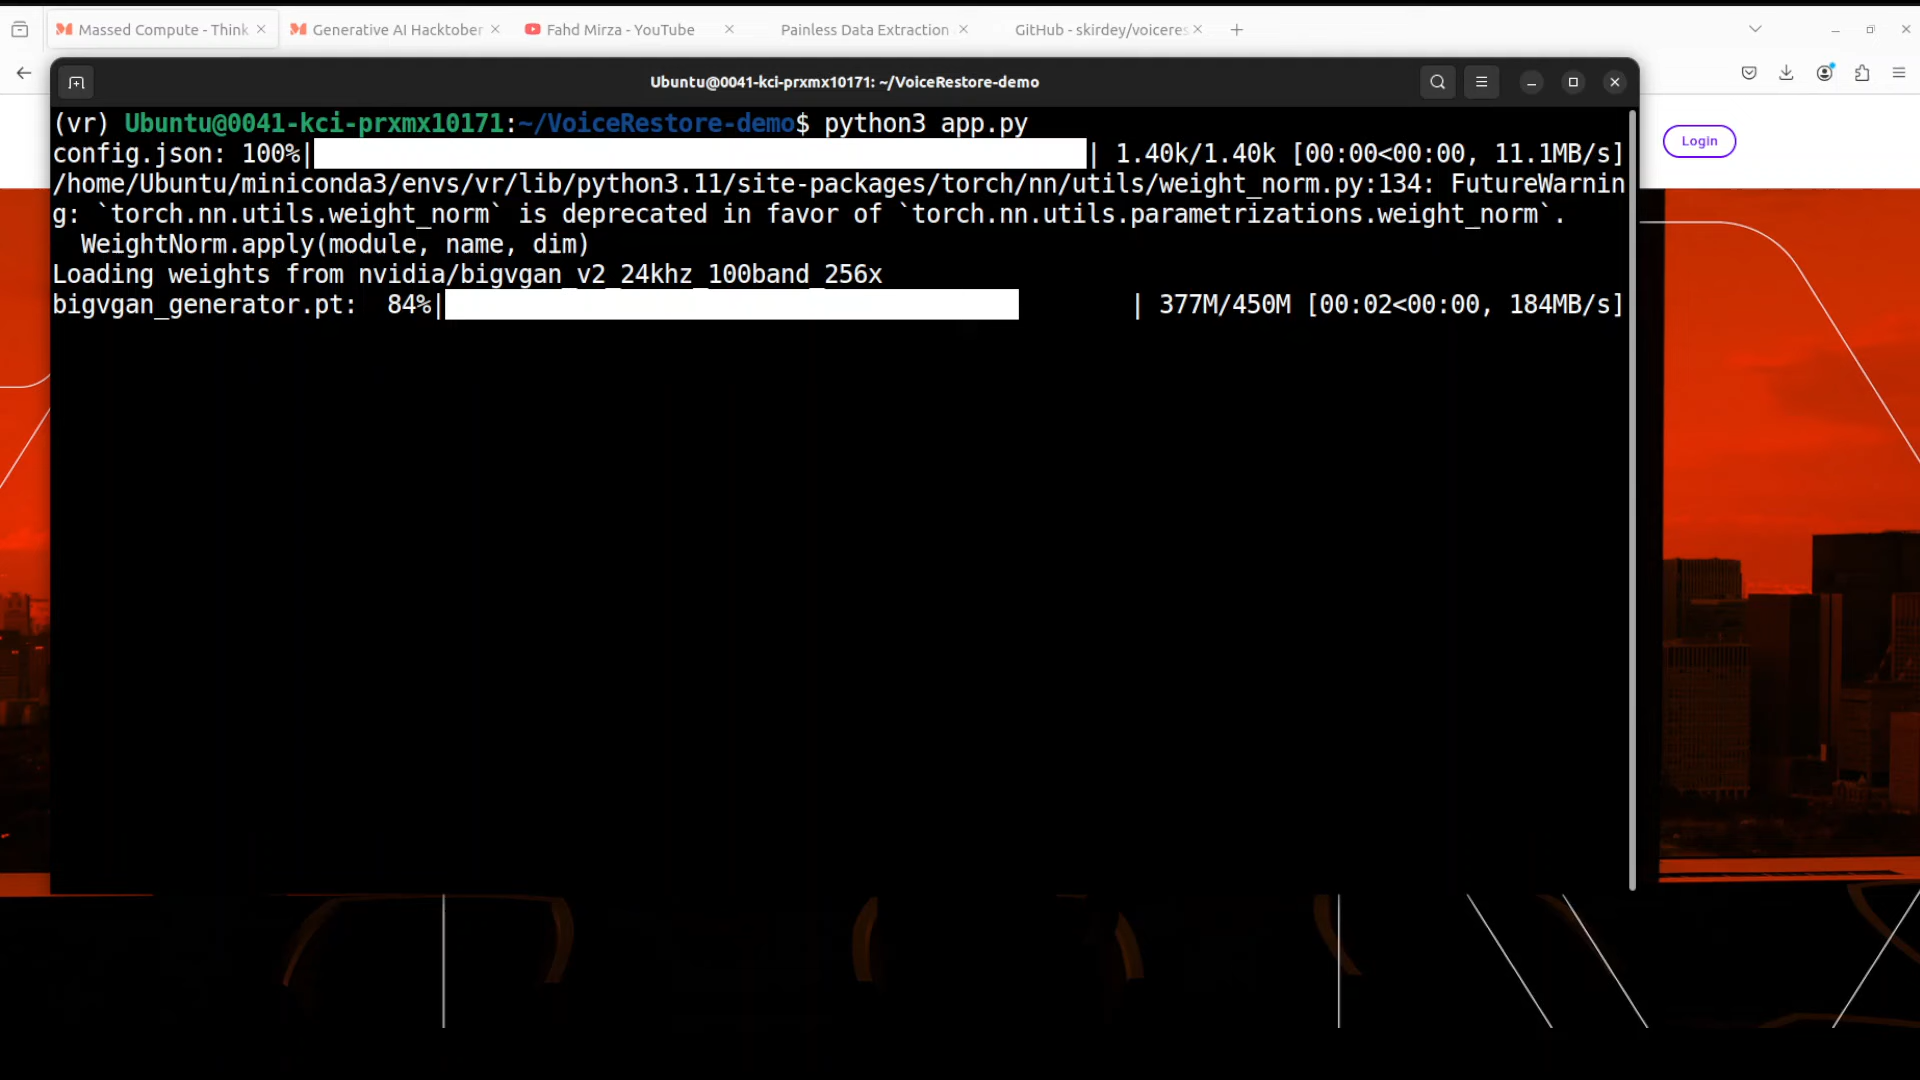 Massed Compute - Think
Generative AI Hacktober
Fahd Mirza - YouTube
Painless Data Extraction
GitHub - skirdey/voiceres
Ubuntu@0041-kci-prxmx10171: ~/VoiceRestore-demo
Login
(vr) Ubuntu@0041-kci-prxmx10171:~/VoiceRestore-demo$ python3 app.py
config.json: 100%| | 1.40k/1.40k [00:00<00:00, 11.1MB/s]
/home/Ubuntu/miniconda3/envs/vr/lib/python3.11/site-packages/torch/nn/utils/weight_norm.py:134: FutureWarnin
g: `torch.nn.utils.weight_norm` is deprecated in favor of `torch.nn.utils.parametrizations.weight_norm`.
WeightNorm.apply(module, name, dim)
Loading weights from nvidia/bigvgan_v2_24khz_100band_256x
bigvgan_generator.pt: 84%| | 377M/450M [00:02<00:00, 184MB/s]